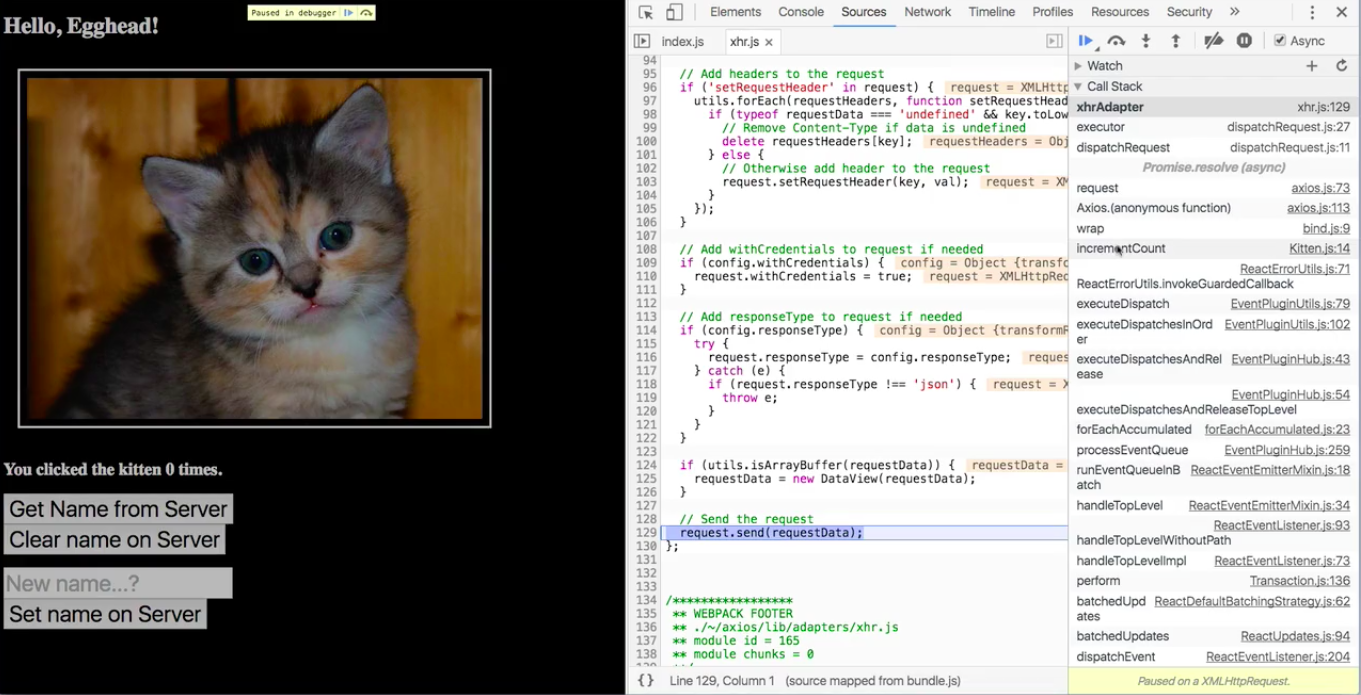 Paused in debugger
Hello, Egghead!
You clicked the kitten 0 times.
Get Name from Server
Clear name on Server
New name...?
Set name on Server
Elements Console Sources Network Timeline Profiles Resources Security »
index.js xhr.js ×
94
95 // Add headers to the request
96 if ('setRequestHeader' in request) { request = XMLHttp
97 utils.forEach(requestHeaders, function setRequestHead
98 if (typeof requestData === 'undefined' && key.toLow
99 // Remove Content-Type if data is undefined
100 delete requestHeaders[key]; requestHeaders = Obj
101 } else {
102 // Otherwise add header to the request
103 request.setRequestHeader(key, val); request = XM
104 }
105 });
106 }
107
108 // Add withCredentials to request if needed
109 if (config.withCredentials) { config = Object {transfo
110 request.withCredentials = true; request = XMLHttpReq
111 }
112
113 // Add responseType to request if needed
114 if (config.responseType) { config = Object {transformR
115 try {
116 request.responseType = config.responseType; reques
117 } catch (e) {
118 if (request.responseType !== 'json') { request = X
119 throw e;
120 }
121 }
122 }
123
124 if (utils.isArrayBuffer(requestData)) { requestData =
125 requestData = new DataView(requestData);
126 }
127
128 // Send the request
129 request.send(requestData);
130 };
131
132
133
134 /*****************
135 ** WEBPACK FOOTER
136 ** ./~/axios/lib/adapters/xhr.js
137 ** module id = 165
138 ** module chunks = 0
{} Line 129, Column 1 (source mapped from bundle.js)
Async
Watch
Call Stack
xhrAdapter xhr.js:129
executor dispatchRequest.js:27
dispatchRequest dispatchRequest.js:11
Promise.resolve (async)
request axios.js:73
Axios.(anonymous function) axios.js:113
wrap bind.js:9
incrementCount Kitten.js:14
ReactErrorUtils.js:71
ReactErrorUtils.invokeGuardedCallback
executeDispatch EventPluginUtils.js:79
executeDispatchesInOrd EventPluginUtils.js:102
er
executeDispatchesAndRel EventPluginHub.js:43
ease
EventPluginHub.js:54
executeDispatchesAndReleaseTopLevel
forEachAccumulated forEachAccumulated.js:23
processEventQueue EventPluginHub.js:259
runEventQueueInB ReactEventEmitterMixin.js:18
atch
handleTopLevel ReactEventEmitterMixin.js:34
ReactEventListener.js:93
handleTopLevelWithoutPath
handleTopLevelImpl ReactEventListener.js:73
perform Transaction.js:136
batchedUpd ReactDefaultBatchingStrategy.js:62
ates
batchedUpdates ReactUpdates.js:94
dispatchEvent ReactEventListener.js:204
Paused on a XMLHttpRequest.